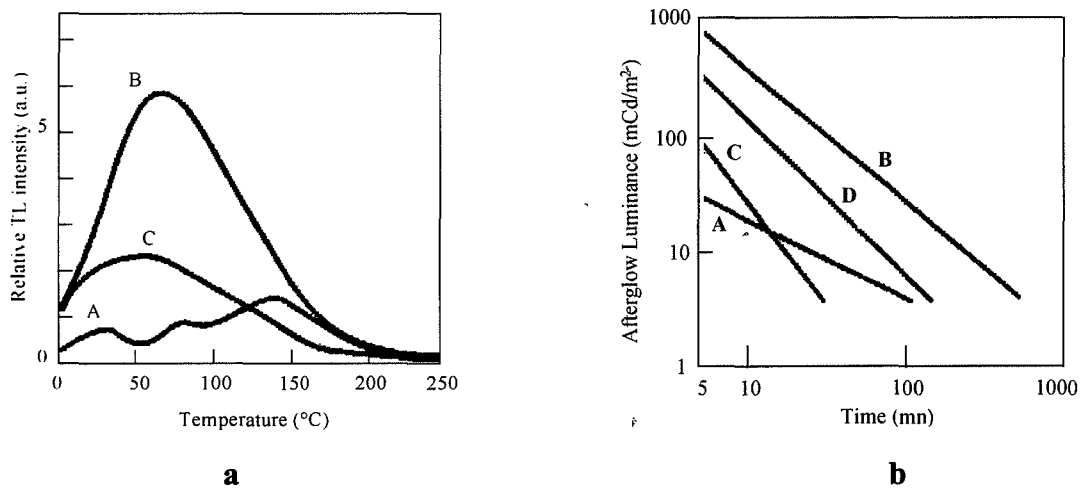 Relative TL intensity (a.u.)
5
0
B
C
A
0 50 100 150 200 250
Temperature (°C)
a
Afterglow Luminance (mCd/m²)
1000
100
10
1
C
B
D
A
5 10 100 1000
Time (mn)
b